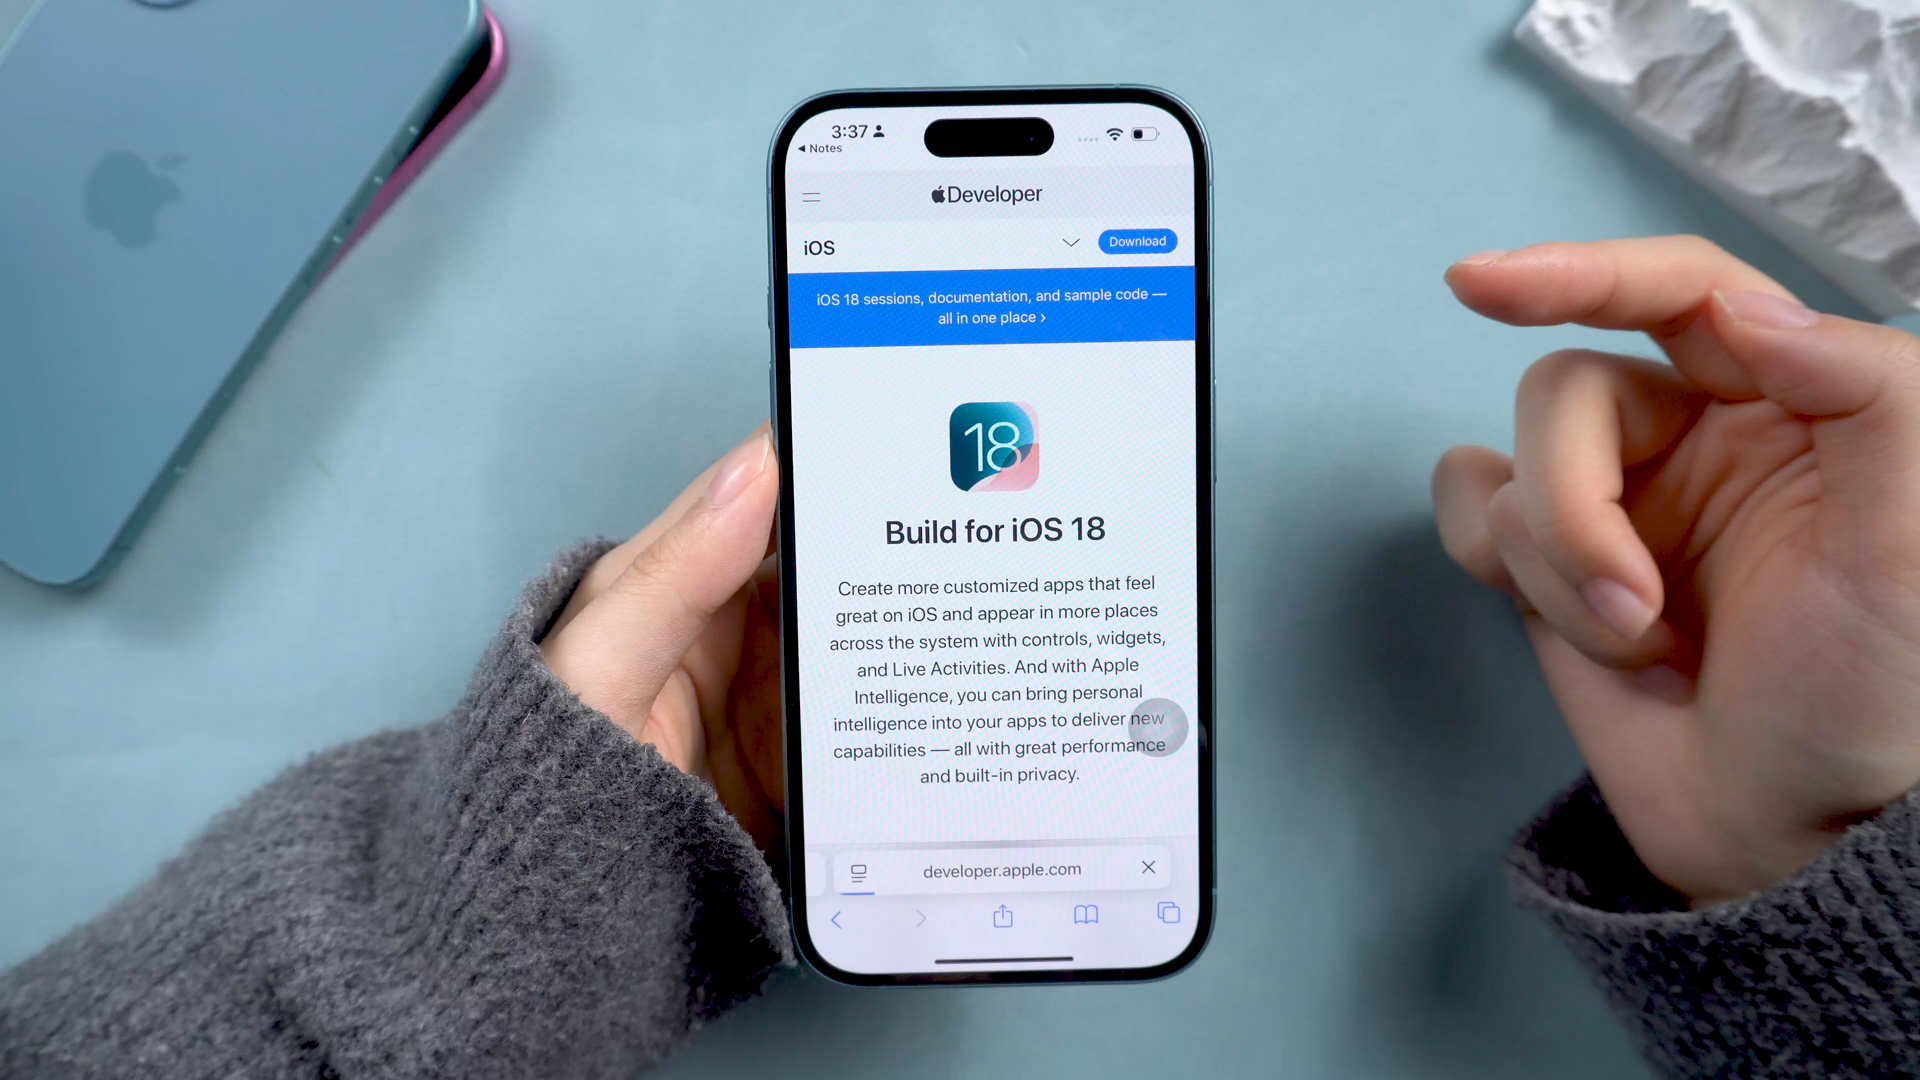 3:37
Notes
Developer
iOS
Download
iOS 18 sessions, documentation, and sample code —
all in one place ›
18
Build for iOS 18
Create more customized apps that feel
great on iOS and appear in more places
across the system with controls, widgets,
and Live Activities. And with Apple
Intelligence, you can bring personal
intelligence into your apps to deliver new
capabilities — all with great performance
and built-in privacy.
developer.apple.com